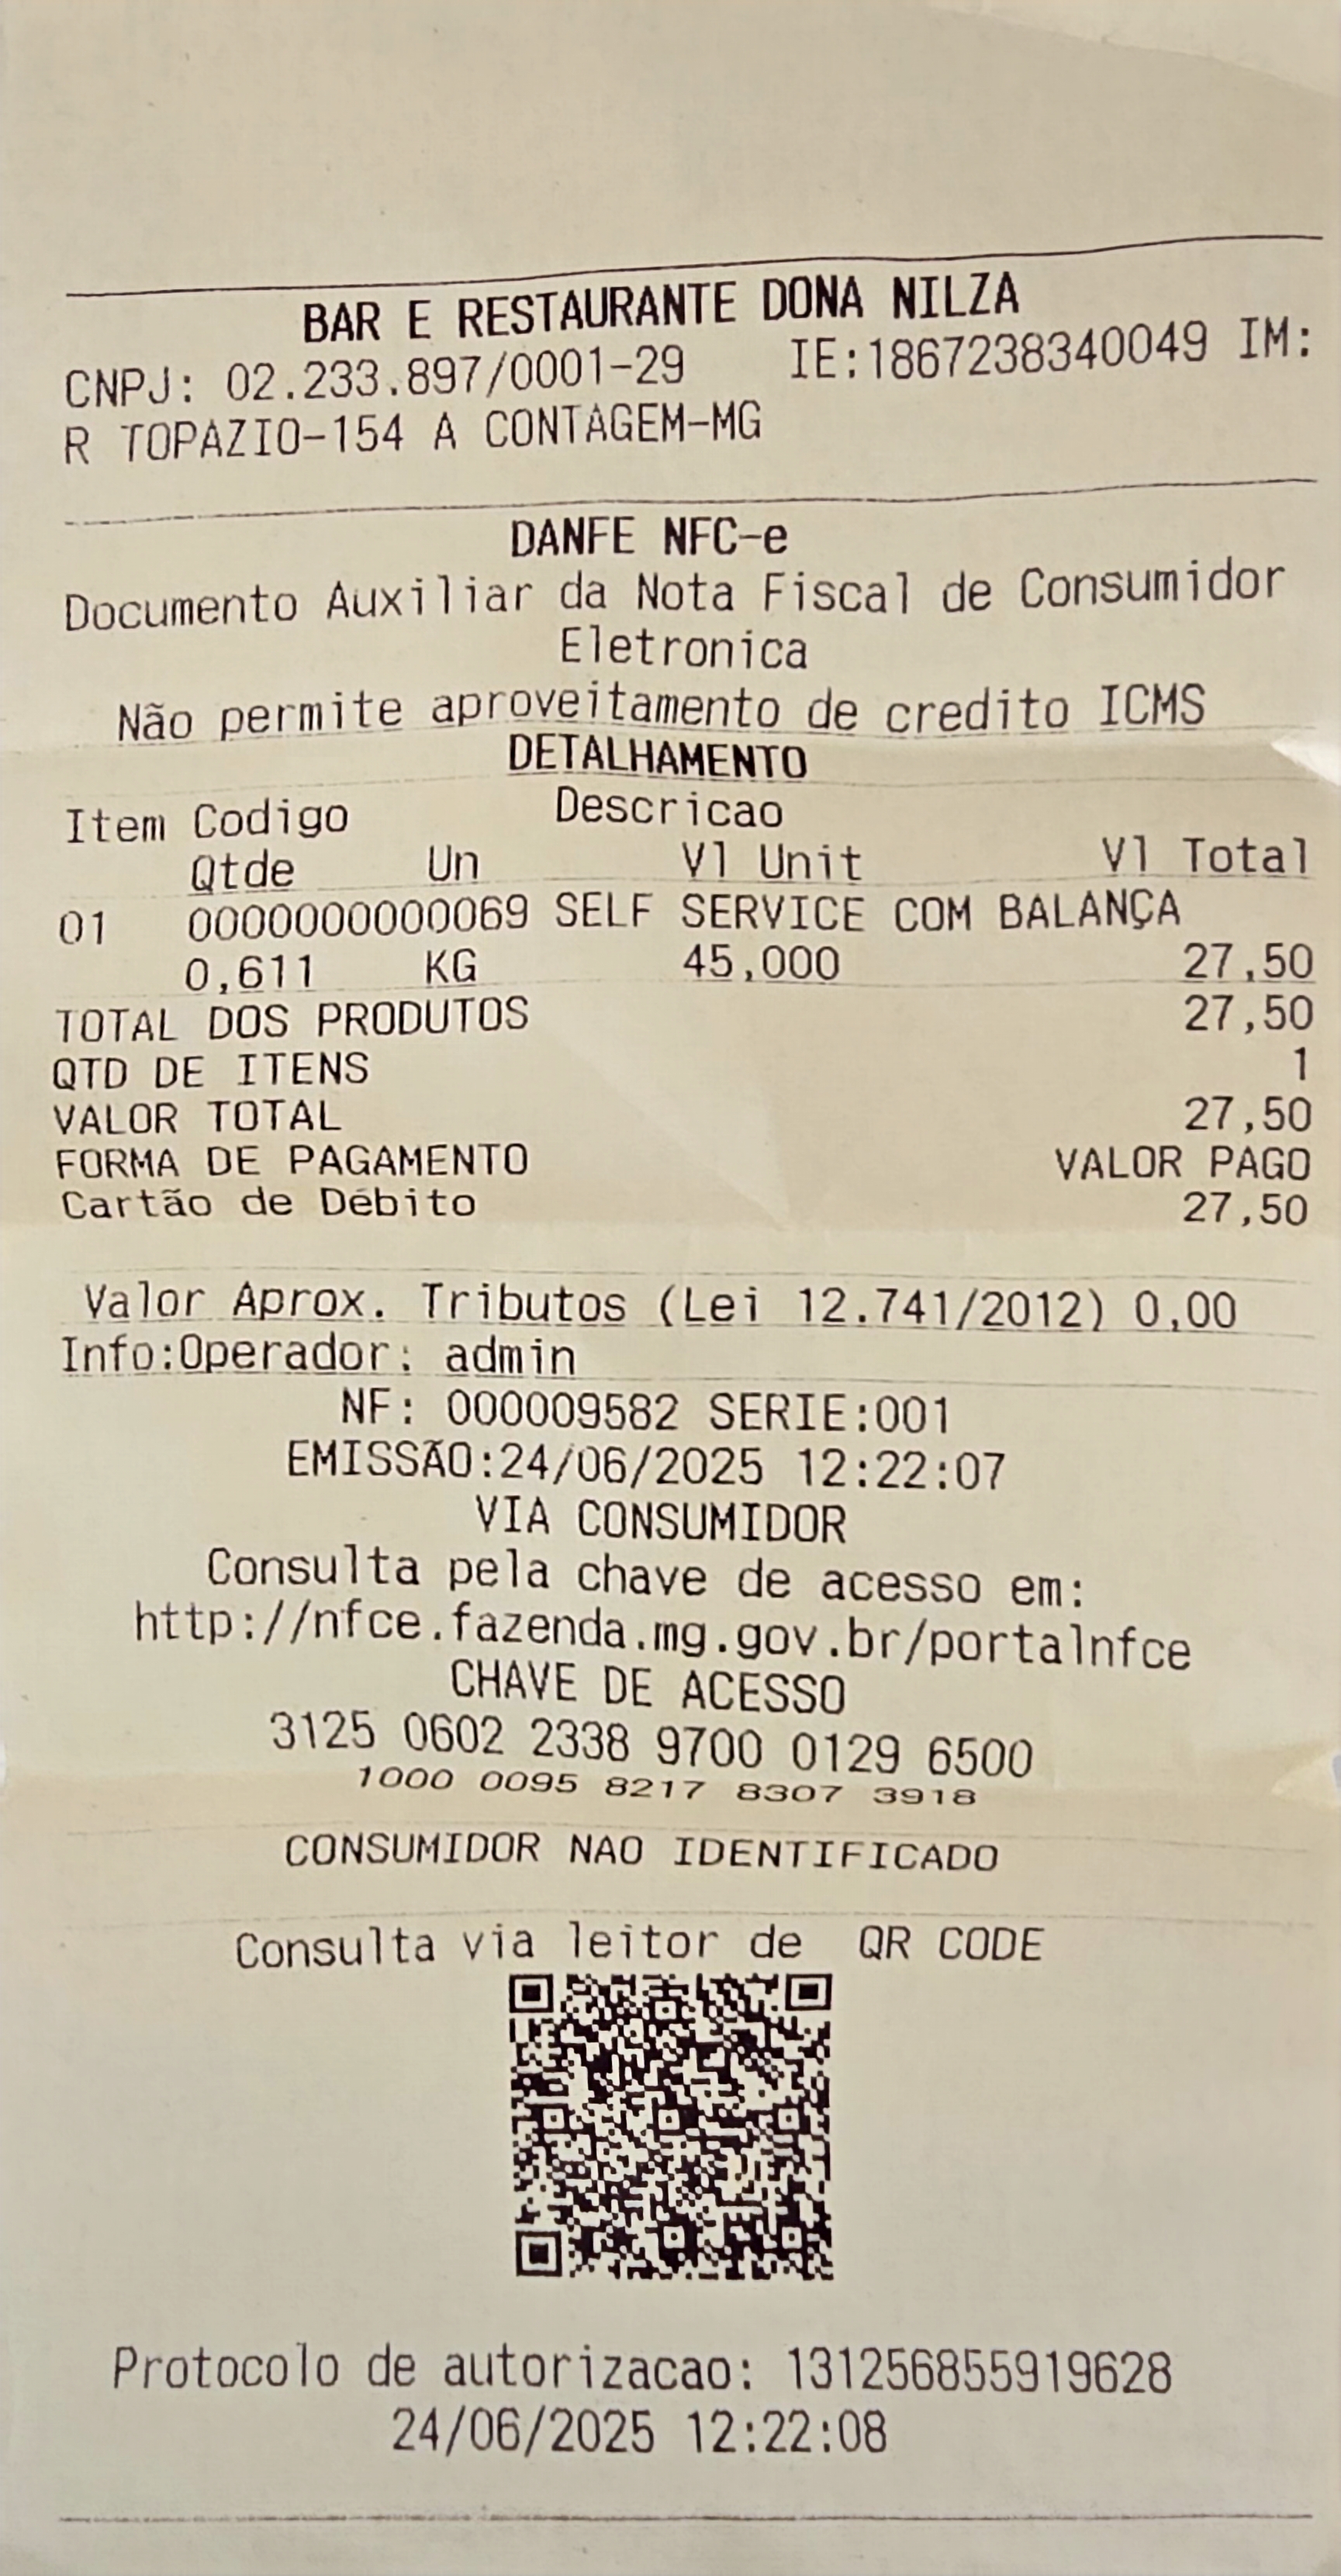 BAR E RESTAURANTE DONA NILZA
CNPJ: 02.233.897/0001-29 IE:1867238340049 IM:
R TOPAZIO-154 A CONTAGEM-MG
DANFE NFC-e
Documento Auxiliar da Nota Fiscal de Consumidor
Eletronica
Não permite aproveitamento de credito ICMS
DETALHAMENTO
Item Codigo Descricao
Qtde Un Vl Unit Vl Total
01 0000000000069 SELF SERVICE COM BALANÇA
0,611 KG 45,000 27,50
TOTAL DOS PRODUTOS 27,50
QTD DE ITENS 1
VALOR TOTAL 27,50
FORMA DE PAGAMENTO VALOR PAGO
Cartão de Débito 27,50
Valor Aprox. Tributos (Lei 12.741/2012) 0,00
Info:Operador: admin
NF: 000009582 SERIE:001
EMISSÃO:24/06/2025 12:22:07
VIA CONSUMIDOR
Consulta pela chave de acesso em:
http://nfce.fazenda.mg.gov.br/portalnfce
CHAVE DE ACESSO
3125 0602 2338 9700 0129 6500
1000 0095 8217 8307 3918
CONSUMIDOR NAO IDENTIFICADO
Consulta via leitor de QR CODE
Protocolo de autorizacao: 131256855919628
24/06/2025 12:22:08